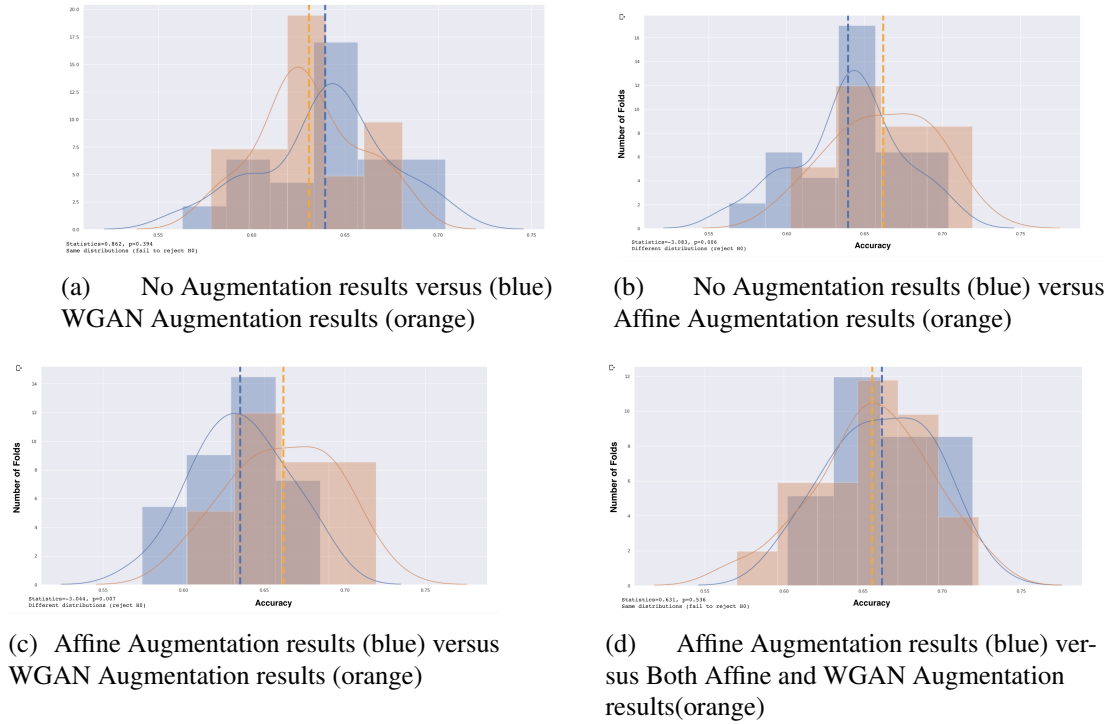 20.0
17.5
15.0
12.5
10.0
7.5
5.0
2.5
0.0
0.55
0.60
0.65
0.70
0.75
Statistics=0.862, p=0.394
Same distributions (fail to reject H0)
(a) No Augmentation results versus (blue)
WGAN Augmentation results (orange)
Number of Folds
16
14
12
10
8
6
4
2
0
0.55
0.60
0.65
0.70
0.75
Accuracy
Statistics=-3.083, p=0.006
Different distributions (reject H0)
(b) No Augmentation results (blue) versus
Affine Augmentation results (orange)
Number of Folds
14
12
10
8
6
4
2
0
0.55
0.60
0.65
0.70
0.75
Accuracy
Statistics=-3.044, p=0.007
Different distributions (reject H0)
(c) Affine Augmentation results (blue) versus
WGAN Augmentation results (orange)
Number of Folds
12
10
8
6
4
2
0
0.55
0.60
0.65
0.70
0.75
Accuracy
Statistics=0.631, p=0.536
Same distributions (fail to reject H0)
(d) Affine Augmentation results (blue) ver-
sus Both Affine and WGAN Augmentation
results(orange)